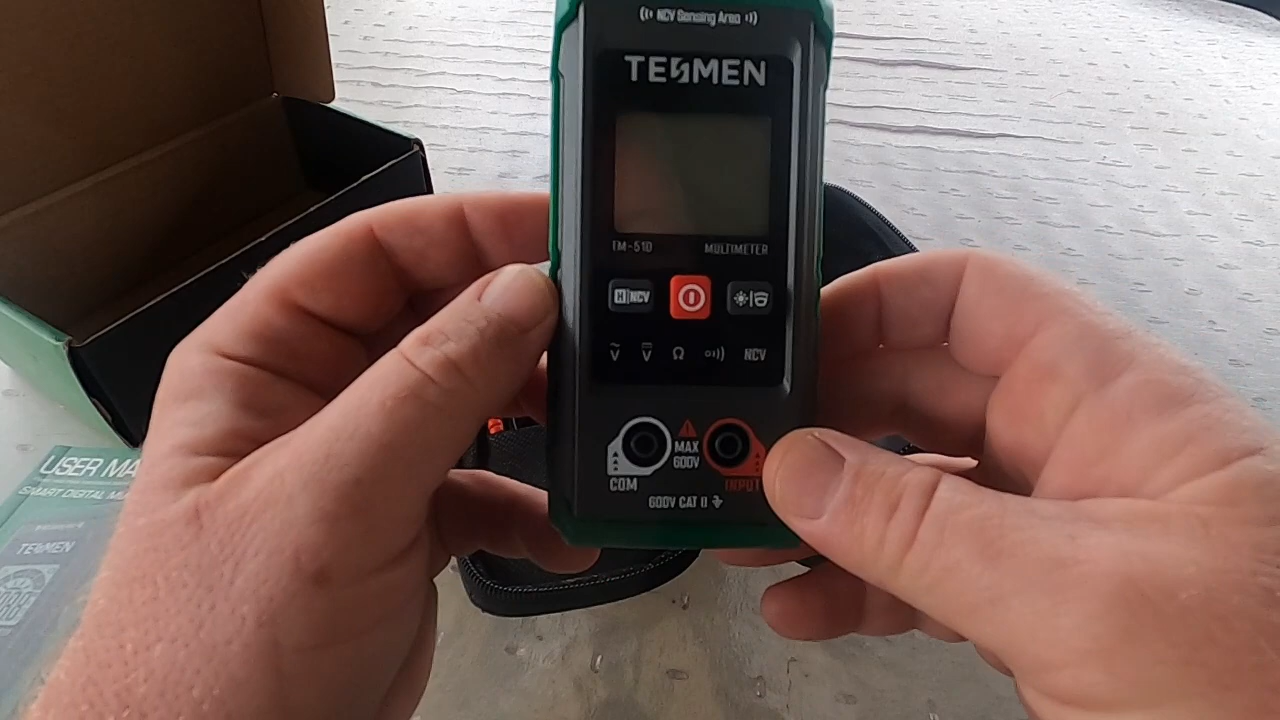 NCV Sensing Area
TESMEN
TM-510 MULTIMETER
H NCV
Ṽ V Ω NCV
MAX
600V
COM INPUT
600V CAT II
USER MA
SMART DIGITAL MU
TESMEN